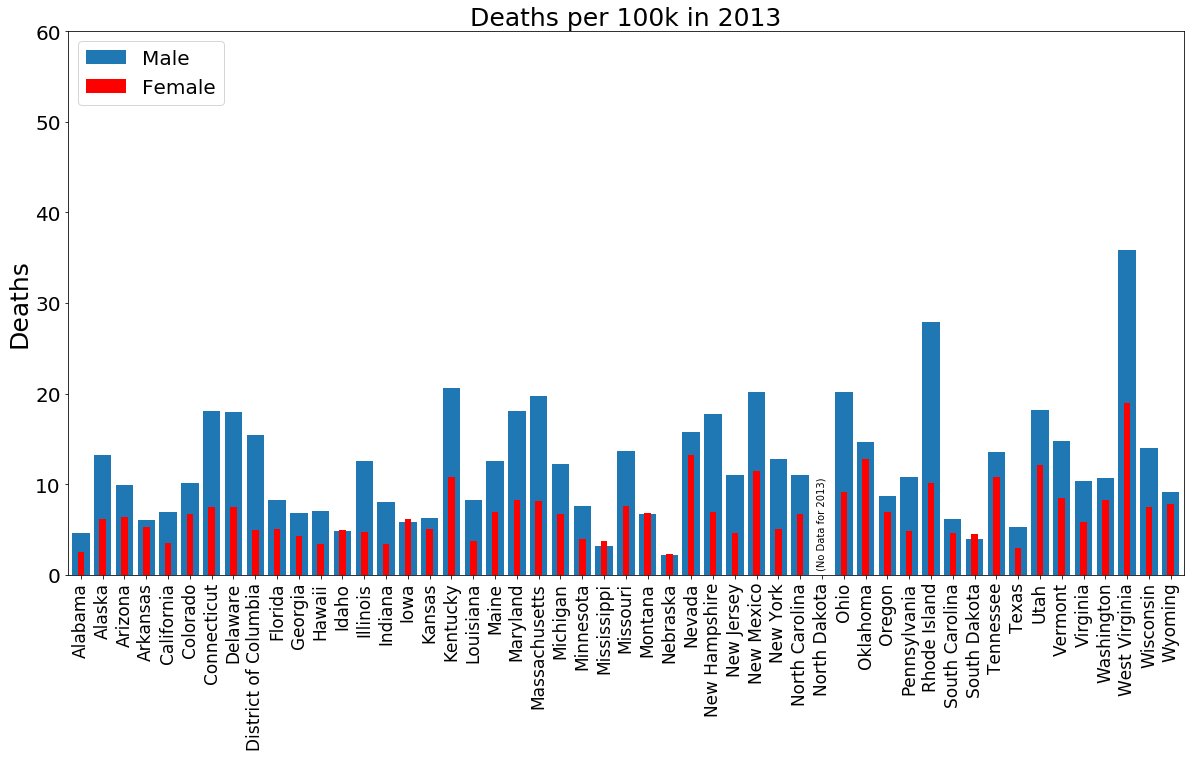 Deaths per 100k in 2013
Male
Female
Deaths
60
50
40
30
20
10
0
(No Data for 2013)
Alabama
Alaska
Arizona
Arkansas
California
Colorado
Connecticut
Delaware
District of Columbia
Florida
Georgia
Hawaii
Idaho
Illinois
Indiana
Iowa
Kansas
Kentucky
Louisiana
Maine
Maryland
Massachusetts
Michigan
Minnesota
Mississippi
Missouri
Montana
Nebraska
Nevada
New Hampshire
New Jersey
New Mexico
New York
North Carolina
North Dakota
Ohio
Oklahoma
Oregon
Pennsylvania
Rhode Island
South Carolina
South Dakota
Tennessee
Texas
Utah
Vermont
Virginia
Washington
West Virginia
Wisconsin
Wyoming